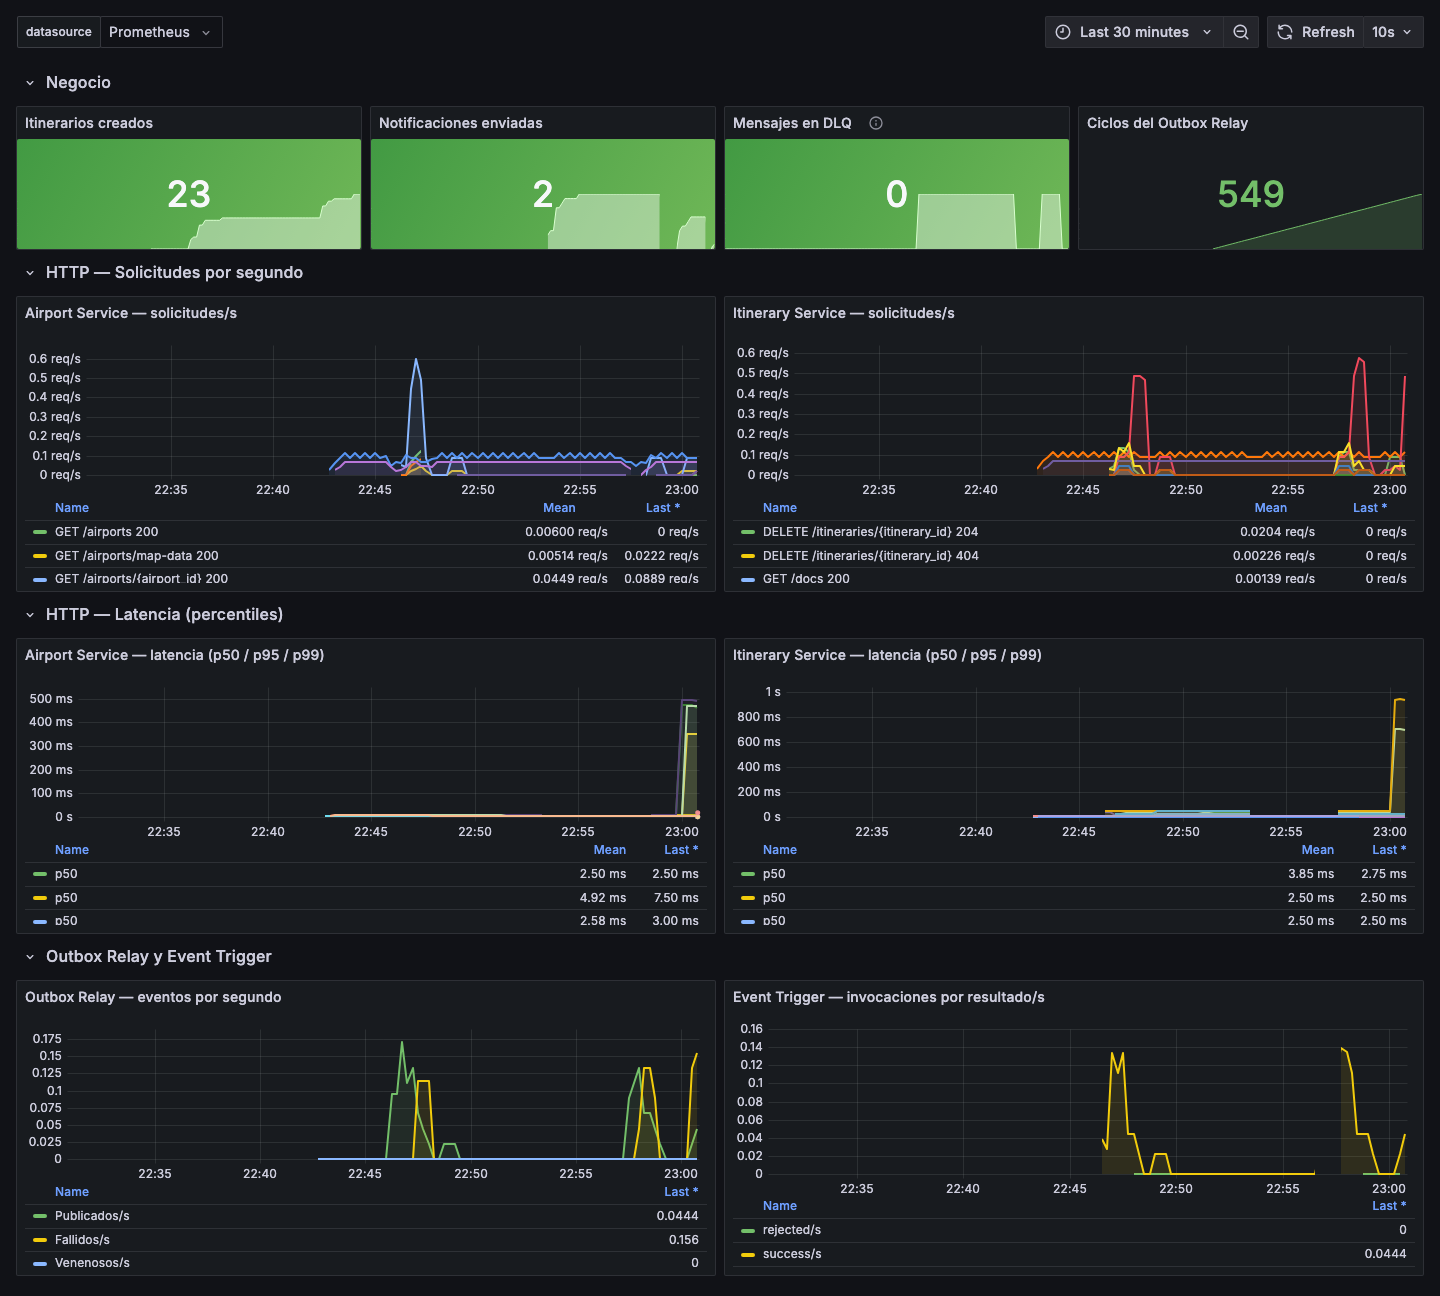 datasource Prometheus Last 30 minutes Refresh 10s
Negocio
Itinerarios creados Notificaciones enviadas Mensajes en DLQ Ciclos del Outbox Relay
23 2 0 549
HTTP — Solicitudes por segundo
Airport Service — solicitudes/s
0.6 req/s
0.5 req/s
0.4 req/s
0.3 req/s
0.2 req/s
0.1 req/s
0 req/s
22:35 22:40 22:45 22:50 22:55 23:00
Name Mean Last *
GET /airports 200 0.00600 req/s 0 req/s
GET /airports/map-data 200 0.00514 req/s 0.0222 req/s
GET /airports/{airport_id} 200 0.0449 req/s 0.0889 req/s
Itinerary Service — solicitudes/s
0.6 req/s
0.5 req/s
0.4 req/s
0.3 req/s
0.2 req/s
0.1 req/s
0 req/s
22:35 22:40 22:45 22:50 22:55 23:00
Name Mean Last *
DELETE /itineraries/{itinerary_id} 204 0.0204 req/s 0 req/s
DELETE /itineraries/{itinerary_id} 404 0.00226 req/s 0 req/s
GET /docs 200 0.00139 req/s 0 req/s
HTTP — Latencia (percentiles)
Airport Service — latencia (p50 / p95 / p99)
500 ms
400 ms
300 ms
200 ms
100 ms
0 s
22:35 22:40 22:45 22:50 22:55 23:00
Name Mean Last *
p50 2.50 ms 2.50 ms
p50 4.92 ms 7.50 ms
p50 2.58 ms 3.00 ms
Itinerary Service — latencia (p50 / p95 / p99)
1 s
800 ms
600 ms
400 ms
200 ms
0 s
22:35 22:40 22:45 22:50 22:55 23:00
Name Mean Last *
p50 3.85 ms 2.75 ms
p50 2.50 ms 2.50 ms
p50 2.50 ms 2.50 ms
Outbox Relay y Event Trigger
Outbox Relay — eventos por segundo
0.175
0.15
0.125
0.1
0.075
0.05
0.025
0
22:35 22:40 22:45 22:50 22:55 23:00
Name Last *
Publicados/s 0.0444
Fallidos/s 0.156
Venenosos/s 0
Event Trigger — invocaciones por resultado/s
0.16
0.14
0.12
0.1
0.08
0.06
0.04
0.02
0
22:35 22:40 22:45 22:50 22:55 23:00
Name Last *
rejected/s 0
success/s 0.0444